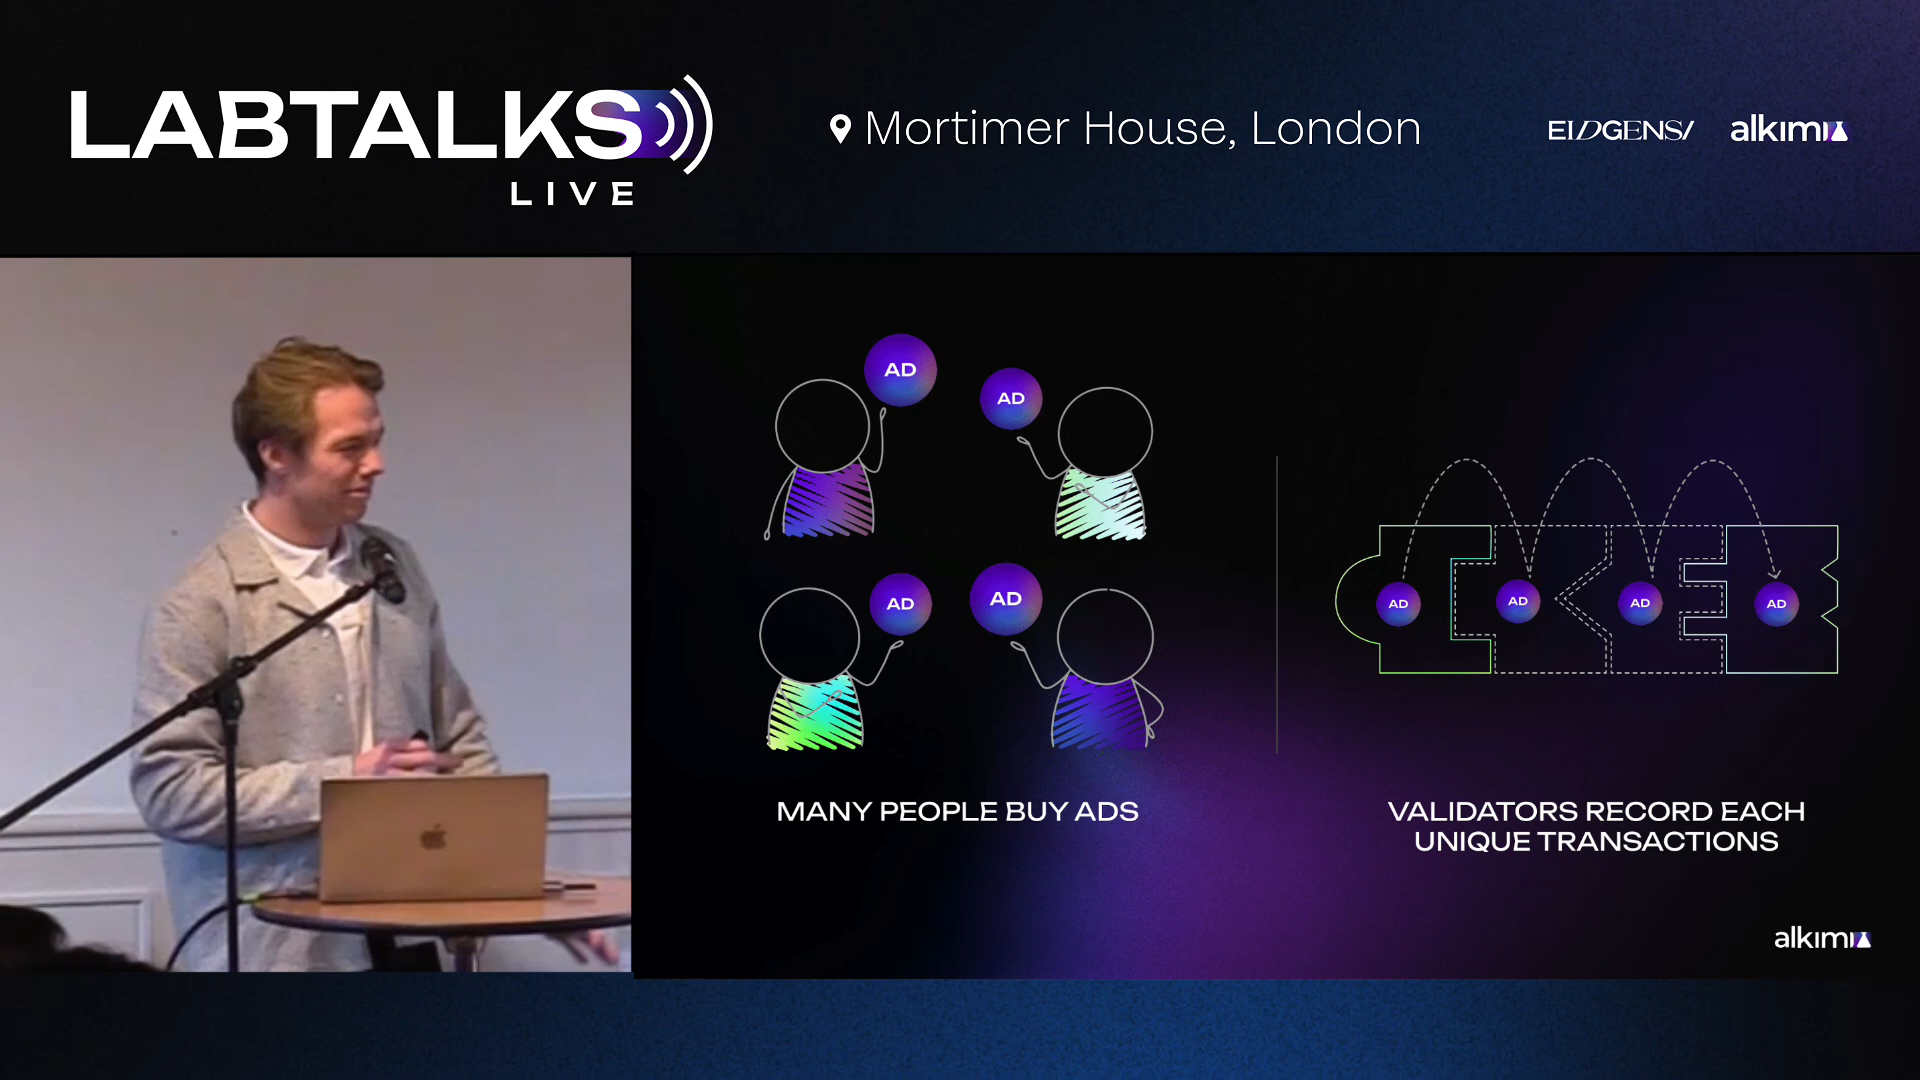 LABTALKS
LIVE
Mortimer House, London
EIDGENSI
alkimi
AD
AD
AD
AD
MANY PEOPLE BUY ADS
AD
AD
AD
AD
VALIDATORS RECORD EACH
UNIQUE TRANSACTIONS
alkimi